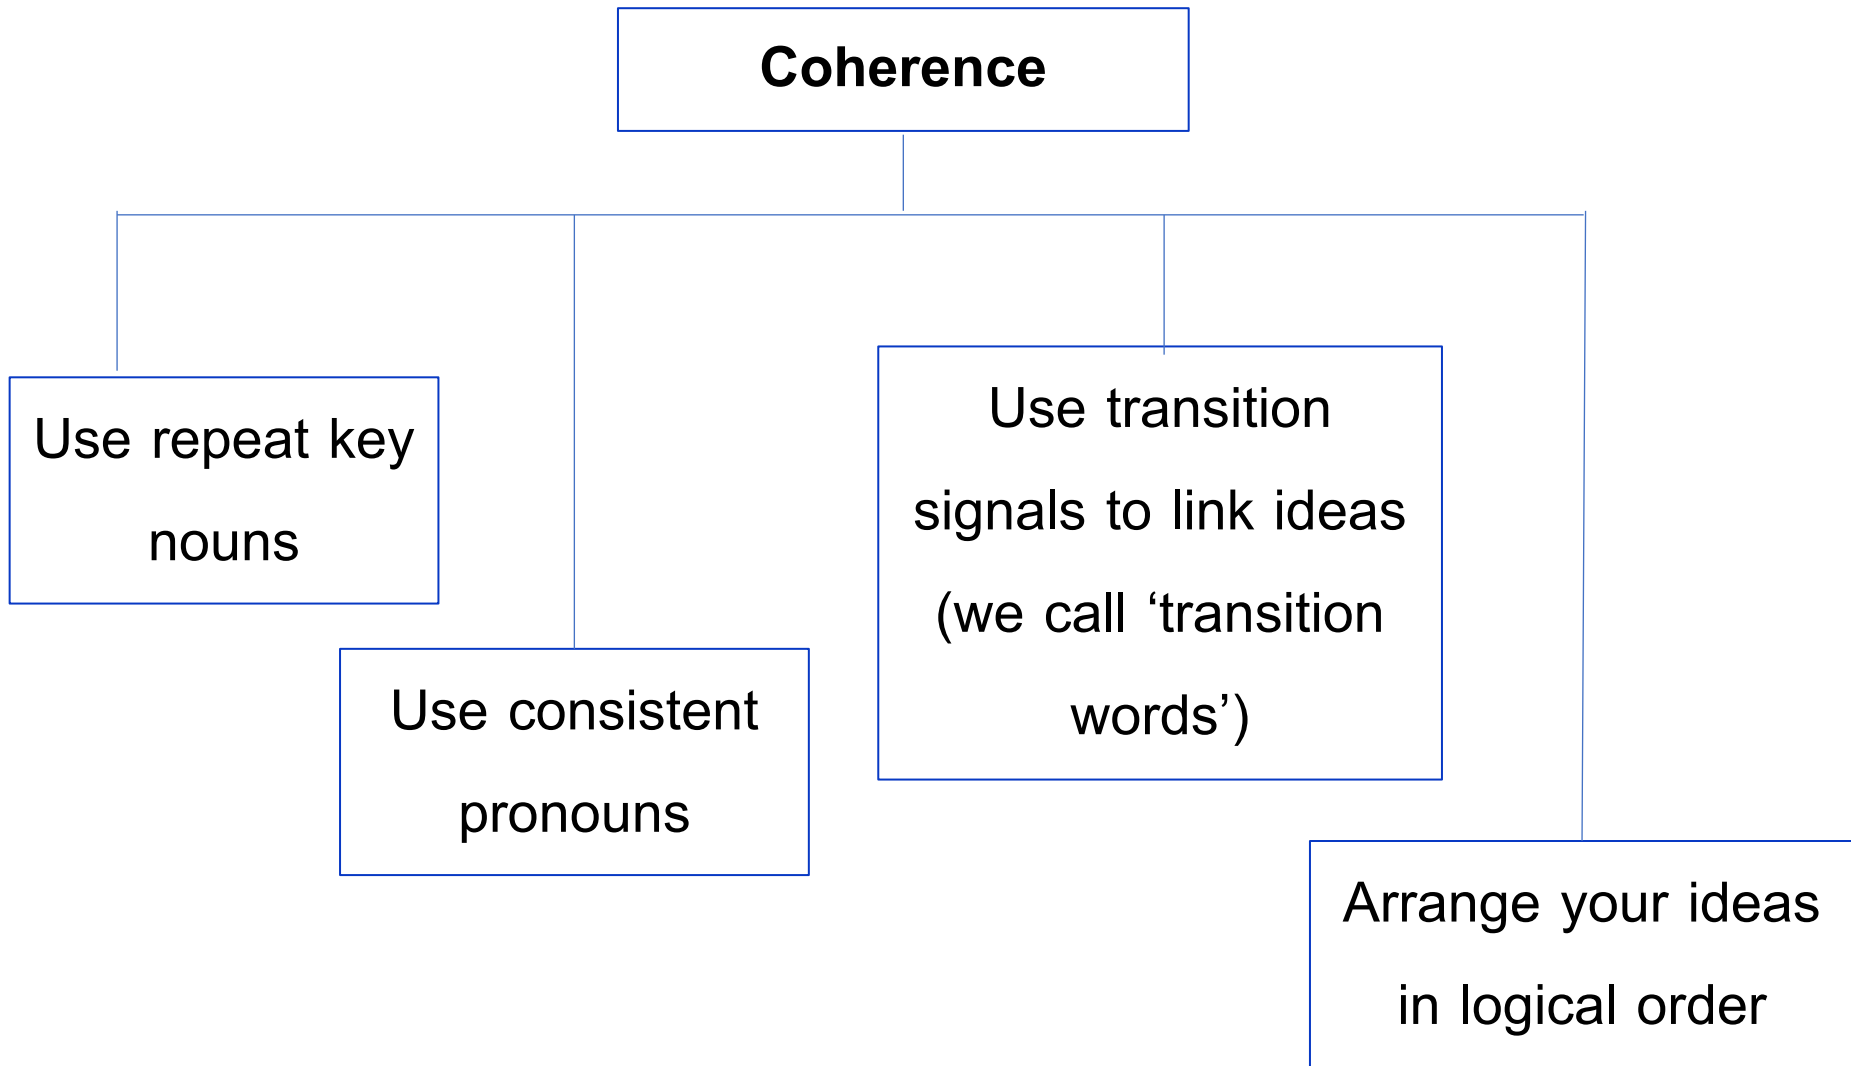 Coherence
Use repeat key
nouns
Use consistent
pronouns
Use transition
signals to link ideas
(we call ‘transition
words’)
Arrange your ideas
in logical order